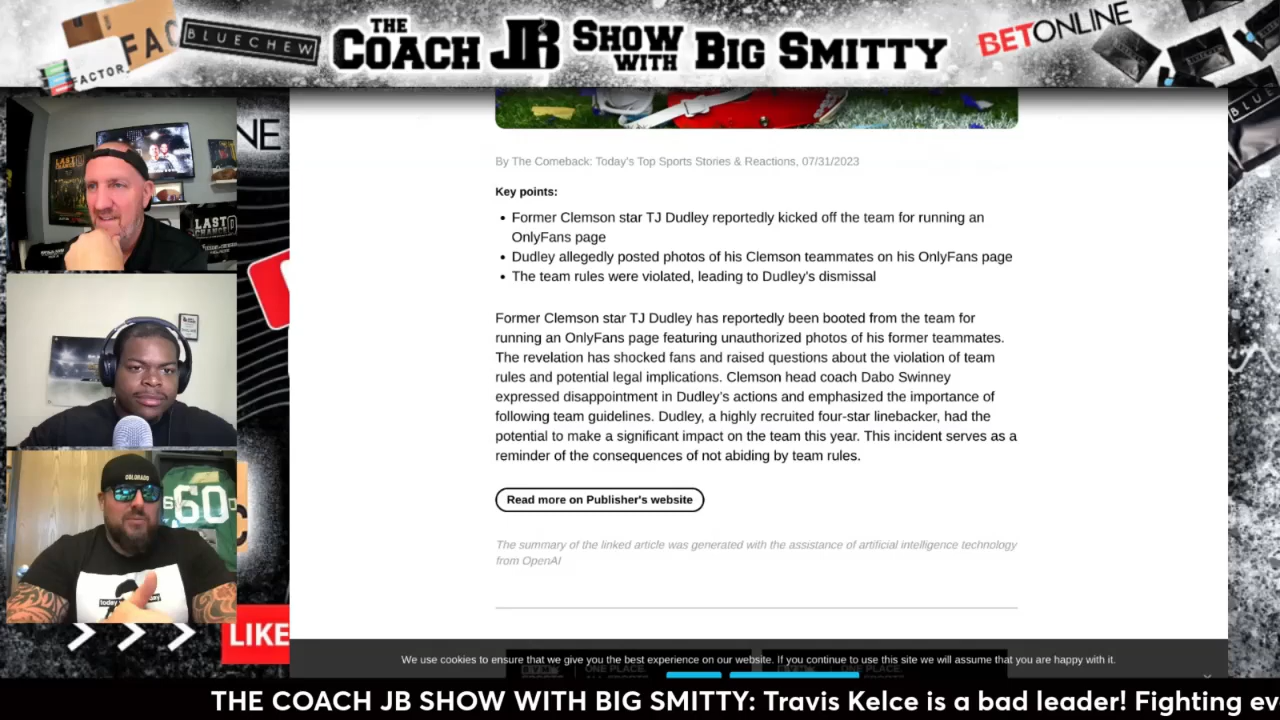 THE COACH JB SHOW WITH BIG SMITTY
FACTOR
BLUECHEW
BETONLINE
By The Comeback: Today's Top Sports Stories & Reactions, 07/31/2023
Key points:
• Former Clemson star TJ Dudley reportedly kicked off the team for running an
OnlyFans page
• Dudley allegedly posted photos of his Clemson teammates on his OnlyFans page
• The team rules were violated, leading to Dudley's dismissal
Former Clemson star TJ Dudley has reportedly been booted from the team for
running an OnlyFans page featuring unauthorized photos of his former teammates.
The revelation has shocked fans and raised questions about the violation of team
rules and potential legal implications. Clemson head coach Dabo Swinney
expressed disappointment in Dudley's actions and emphasized the importance of
following team guidelines. Dudley, a highly recruited four-star linebacker, had the
potential to make a significant impact on the team this year. This incident serves as a
reminder of the consequences of not abiding by team rules.
Read more on Publisher's website
The summary of the linked article was generated with the assistance of artificial intelligence technology
from OpenAI
We use cookies to ensure that we give you the best experience on our website. If you continue to use this site we will assume that you are happy with it.
LAST
LAST
COLORADO
60
LIKE
THE COACH JB SHOW WITH BIG SMITTY: Travis Kelce is a bad leader! Fighting ev